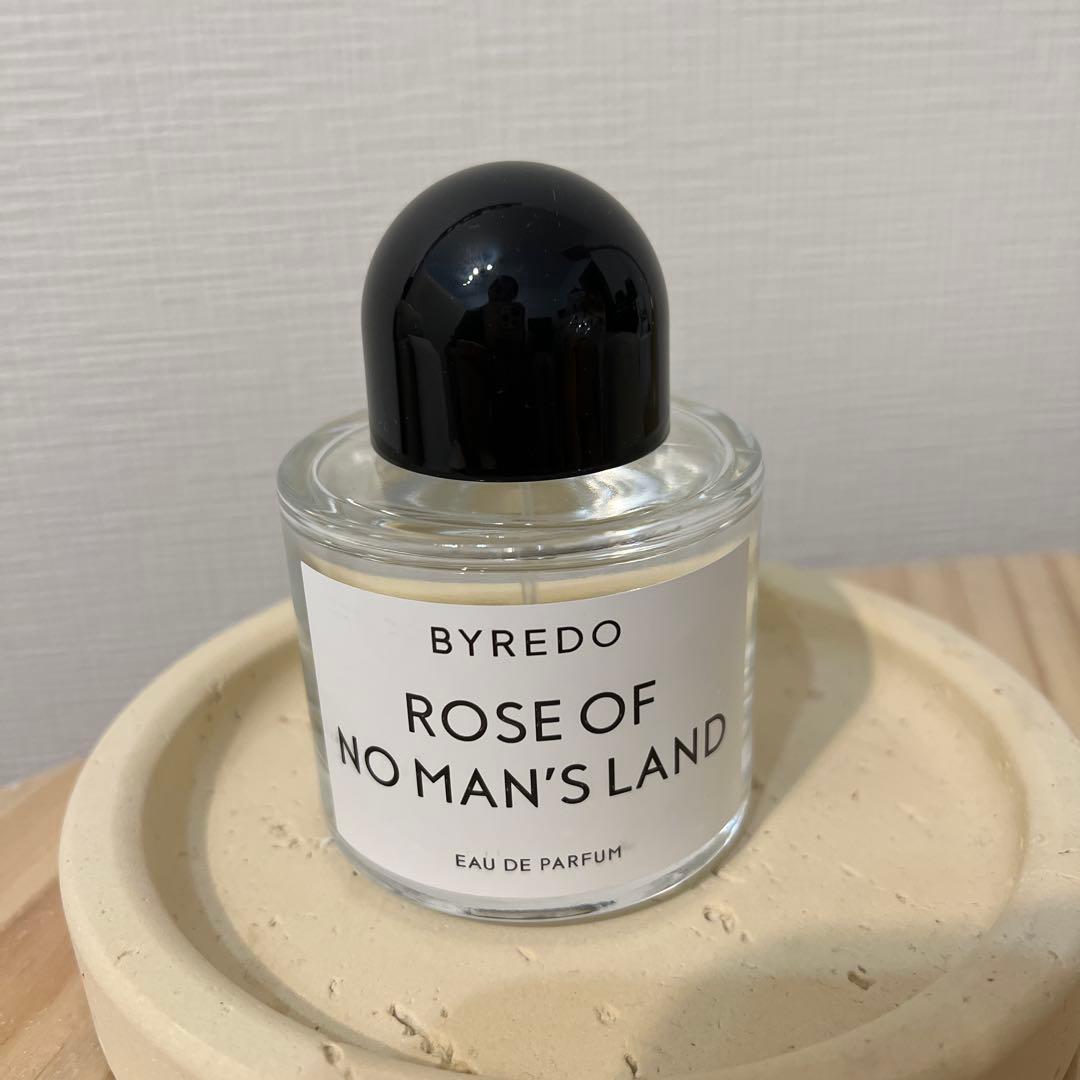 BYREDO
ROSE OF
NO MAN'S LAND
EAU DE PARFUM